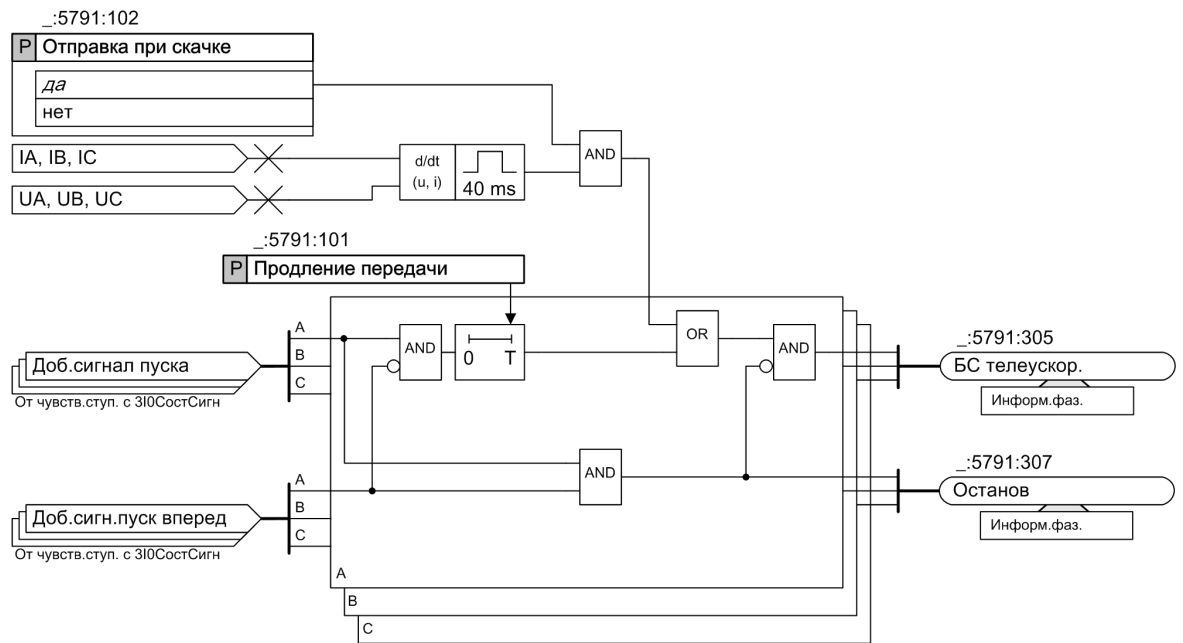 _:5791:102
P Отправка при скачке
да
нет
IA, IB, IC
UA, UB, UC
d/dt
(u, i)
40 ms
AND
_:5791:101
P Продление передачи
A
B
C
Доб.сигнал пуска
От чувств.ступ. с 3I0СостСигн
AND
0 T
OR
AND
_:5791:305
БС телеускор.
Информ.фаз.
A
B
C
Доб.сигн.пуск вперед
От чувств.ступ. с 3I0СостСигн
AND
_:5791:307
Останов
Информ.фаз.
A
B
C